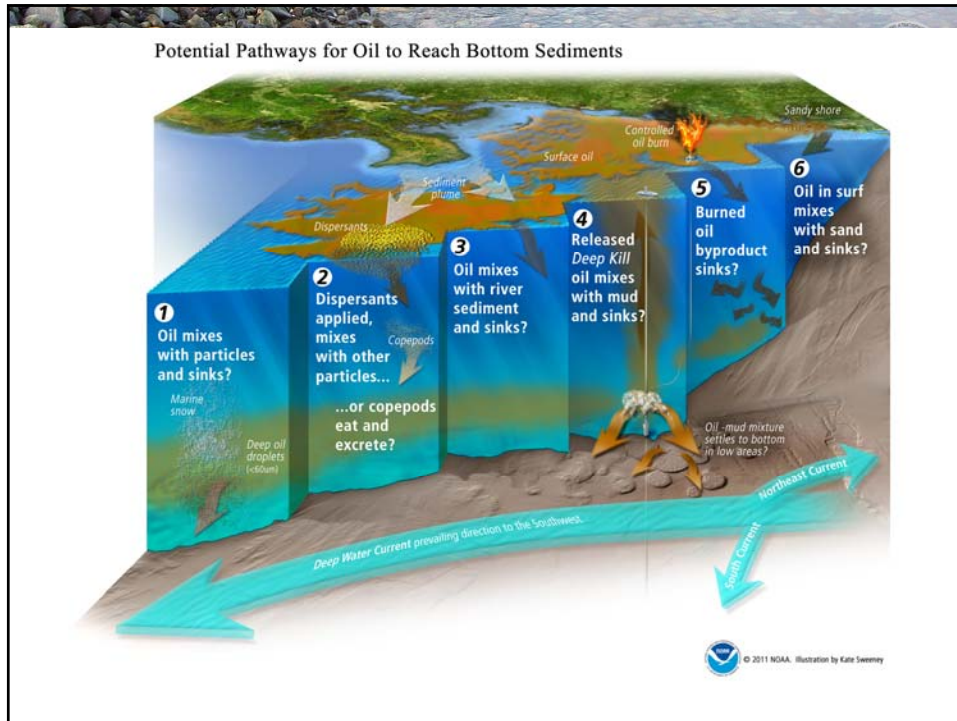 Potential Pathways for Oil to Reach Bottom Sediments
Sandy shore
Controlled
oil burn
Surface oil
Sediment
plume
Dispersants
1
Oil mixes
with particles
and sinks?
Marine
snow
Deep oil
droplets
(<60um)
2
Dispersants
applied,
mixes
with other
particles...
Copepods
...or copepods
eat and
excrete?
3
Oil mixes
with river
sediment
and sinks?
4
Released
Deep Kill
oil mixes
with mud
and sinks?
5
Burned
oil
byproduct
sinks?
6
Oil in surf
mixes
with sand
and sinks?
Oil -mud mixture
settles to bottom
in low areas?
Northeast Current
South Current
Deep Water Current prevailing direction to the Southwest.
NOAA
© 2011 NOAA. Illustration by Kate Sweeney